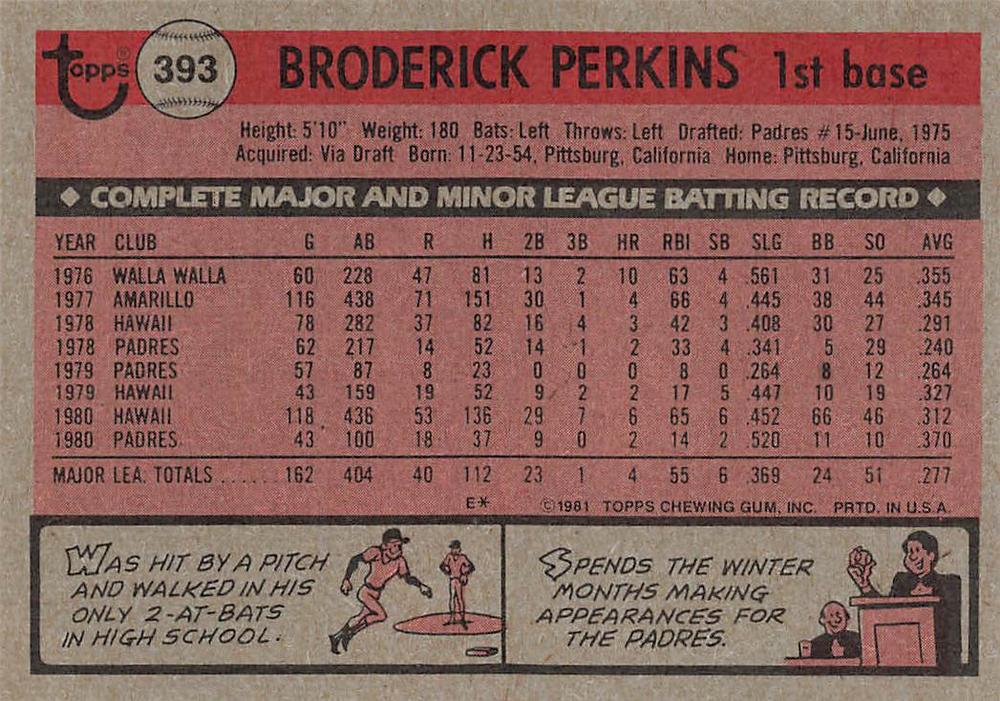 Topps® 393 BRODERICK PERKINS 1st base
Height: 5'10" Weight: 180 Bats: Left Throws: Left Drafted: Padres #15-June, 1975
Acquired: Via Draft Born: 11-23-54, Pittsburg, California Home: Pittsburg, California
◆ COMPLETE MAJOR AND MINOR LEAGUE BATTING RECORD ◆
YEAR CLUB G AB R H 2B 3B HR RBI SB SLG BB SO AVG
1976 WALLA WALLA 60 228 47 81 13 2 10 63 4 .561 31 25 .355
1977 AMARILLO 116 438 71 151 30 1 4 66 4 .445 38 44 .345
1978 HAWAII 78 282 37 82 16 4 3 42 3 .408 30 27 .291
1978 PADRES 62 217 14 52 14 1 2 33 4 .341 5 29 .240
1979 PADRES 57 87 8 23 0 0 0 8 0 .264 8 12 .264
1979 HAWAII 43 159 19 52 9 2 2 17 5 .447 10 19 .327
1980 HAWAII 118 436 53 136 29 7 6 65 6 .452 66 46 .312
1980 PADRES 43 100 18 37 9 0 2 14 2 .520 11 10 .370
MAJOR LEA. TOTALS ...... 162 404 40 112 23 1 4 55 6 .369 24 51 .277
E* ©1981 TOPPS CHEWING GUM, INC. PRTD. IN U.S.A.
WAS HIT BY A PITCH
AND WALKED IN HIS
ONLY 2-AT-BATS
IN HIGH SCHOOL.
SPENDS THE WINTER
MONTHS MAKING
APPEARANCES FOR
THE PADRES.